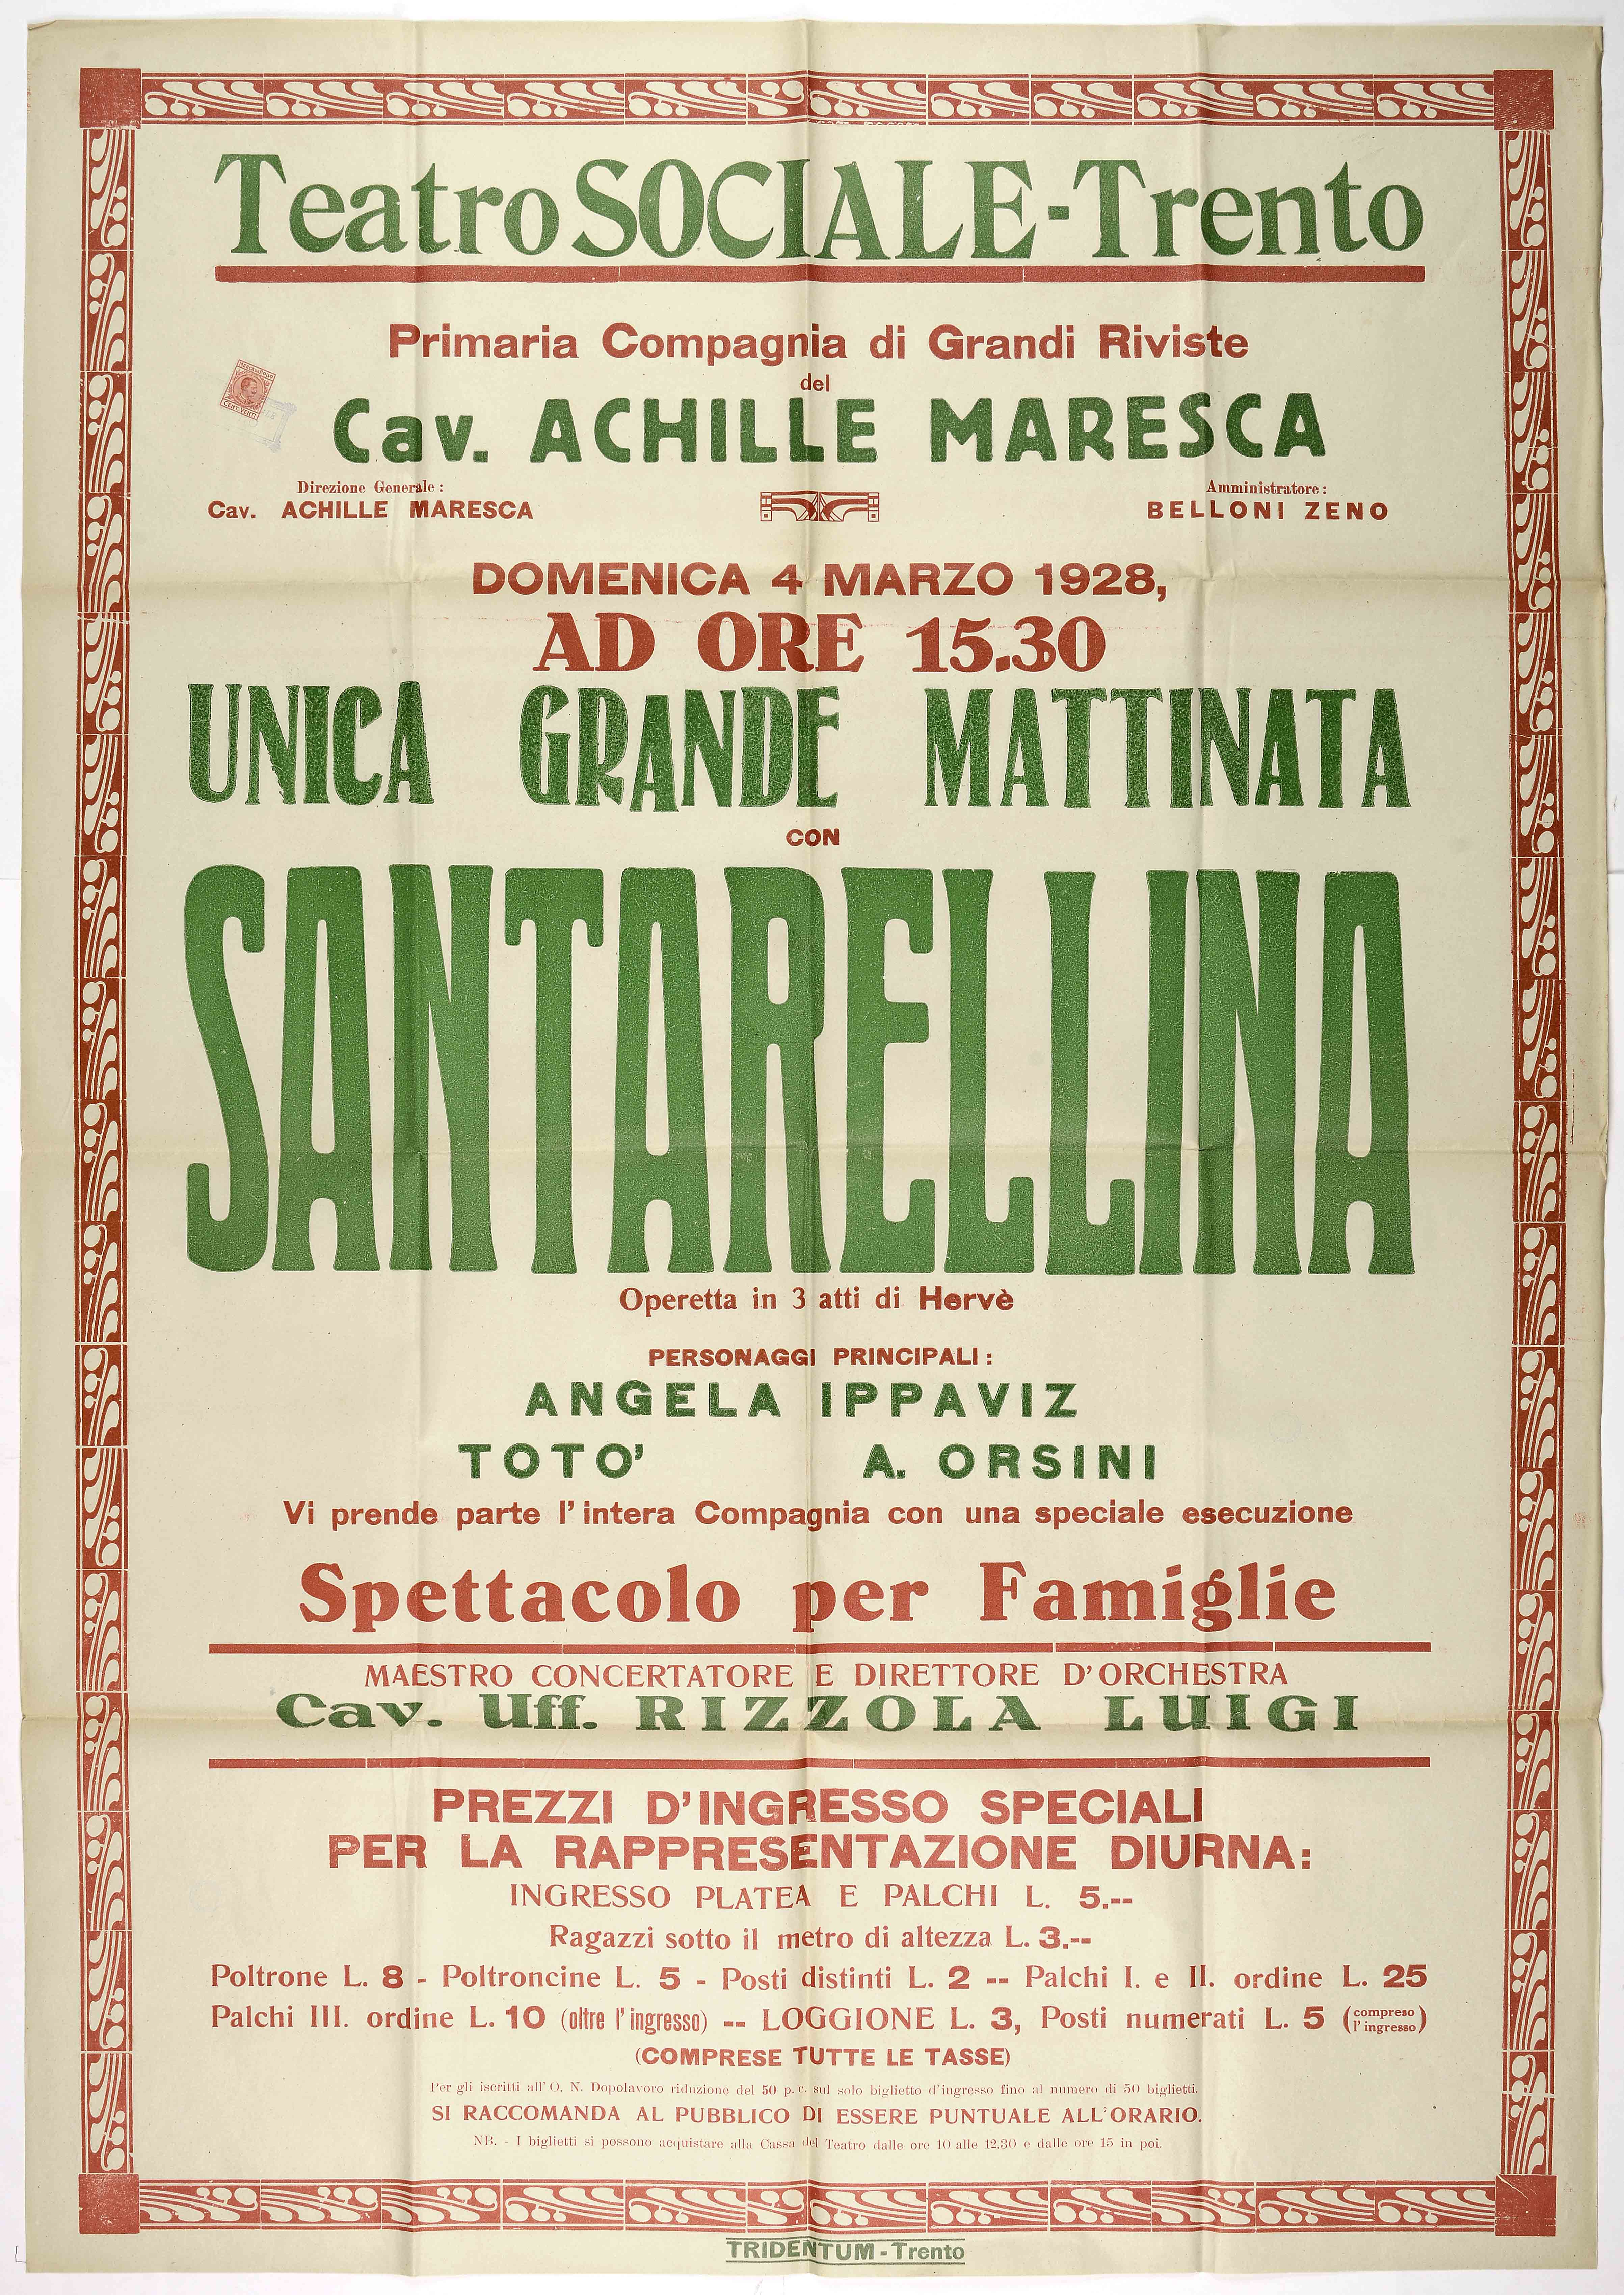 Teatro SOCIALE - Trento
Primaria Compagnia di Grandi Riviste
del
Cav. ACHILLE MARESCA
MARCA DA BOLLO
CENT. VENTI
Direzione Generale :
Cav. ACHILLE MARESCA
Amministratore :
BELLONI ZENO
DOMENICA 4 MARZO 1928,
AD ORE 15.30
UNICA GRANDE MATTINATA
CON
SANTARELLINA
Operetta in 3 atti di Hervè
PERSONAGGI PRINCIPALI :
ANGELA IPPAVIZ
TOTO' A. ORSINI
Vi prende parte l' intera Compagnia con una speciale esecuzione
Spettacolo per Famiglie
MAESTRO CONCERTATORE E DIRETTORE D'ORCHESTRA
Cav. Uff. RIZZOLA LUIGI
PREZZI D'INGRESSO SPECIALI
PER LA RAPPRESENTAZIONE DIURNA:
INGRESSO PLATEA E PALCHI L. 5.--
Ragazzi sotto il metro di altezza L. 3.--
Poltrone L. 8 - Poltroncine L. 5 - Posti distinti L. 2 -- Palchi I. e II. ordine L. 25
Palchi III. ordine L. 10 (oltre l' ingresso) -- LOGGIONE L. 3, Posti numerati L. 5 (compreso l' ingresso)
(COMPRESE TUTTE LE TASSE)
Per gli iscritti all' O. N. Dopolavoro riduzione del 50 p. c. sul solo biglietto d'ingresso fino al numero di 50 biglietti.
SI RACCOMANDA AL PUBBLICO DI ESSERE PUNTUALE ALL'ORARIO.
NB. - I biglietti si possono acquistare alla Cassa del Teatro dalle ore 10 alle 12.30 e dalle ore 15 in poi.
TRIDENTUM - Trento